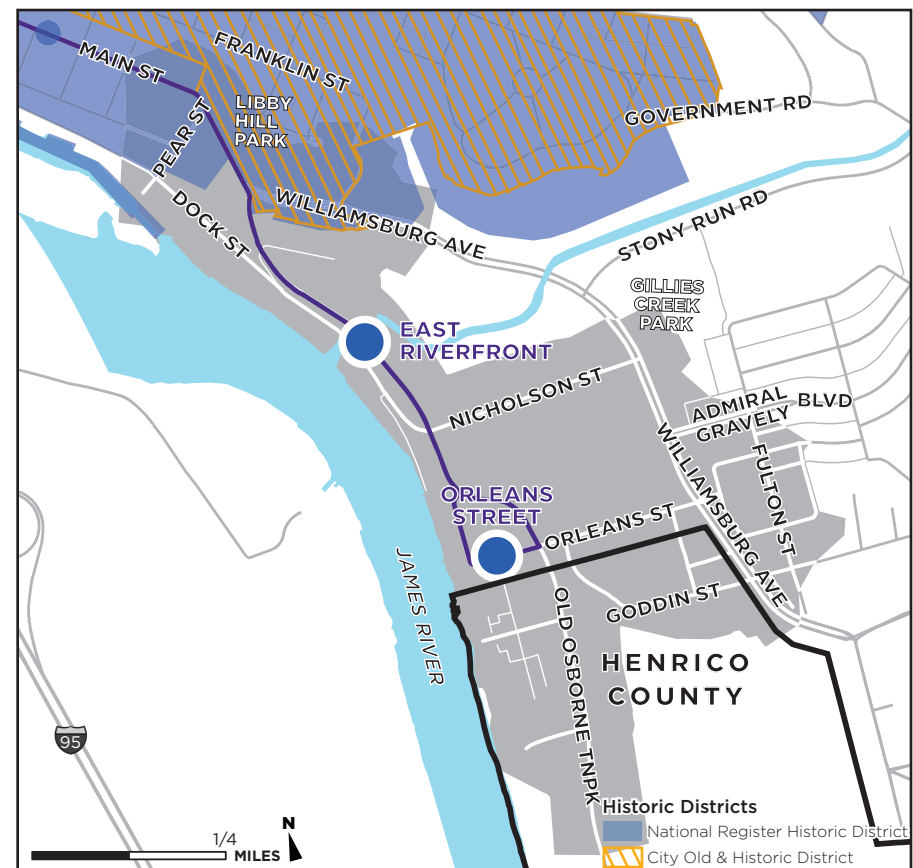 MAIN ST
FRANKLIN ST
LIBBY
HILL
PARK
PEAR ST
GOVERNMENT RD
DOCK ST
WILLIAMSBURG AVE
STONY RUN RD
GILLIES
CREEK
PARK
EAST
RIVERFRONT
NICHOLSON ST
ADMIRAL
GRAVELY
BLVD
WILLIAMSBURG AVE
FULTON ST
ORLEANS
STREET
ORLEANS ST
JAMES RIVER
GODDIN ST
OLD OSBORNE TNPK
HENRICO
COUNTY
95
1/4
MILES
N
Historic Districts
National Register Historic District
City Old & Historic District